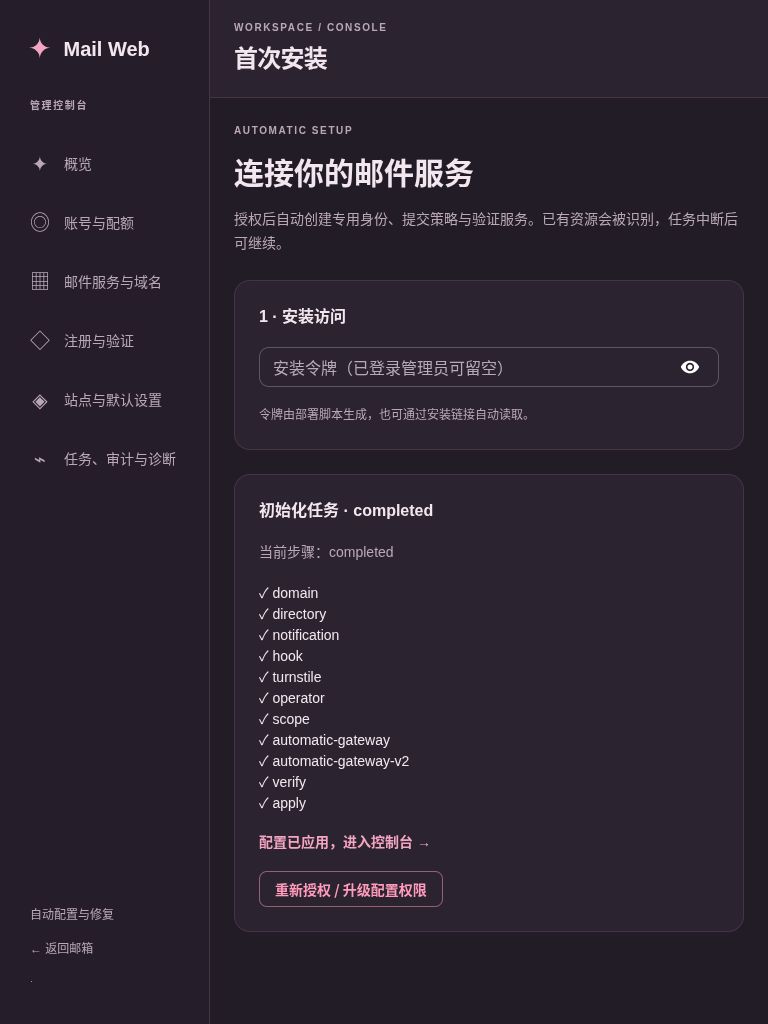 Mail Web
管理控制台
概览
账号与配额
邮件服务与域名
注册与验证
站点与默认设置
任务、审计与诊断
自动配置与修复
← 返回邮箱
WORKSPACE / CONSOLE
首次安装
AUTOMATIC SETUP
连接你的邮件服务
授权后自动创建专用身份、提交策略与验证服务。已有资源会被识别，任务中断后
可继续。
1 · 安装访问
安装令牌（已登录管理员可留空）
令牌由部署脚本生成，也可通过安装链接自动读取。
初始化任务 · completed
当前步骤：completed
✓ domain
✓ directory
✓ notification
✓ hook
✓ turnstile
✓ operator
✓ scope
✓ automatic-gateway
✓ automatic-gateway-v2
✓ verify
✓ apply
配置已应用，进入控制台 →
重新授权 / 升级配置权限